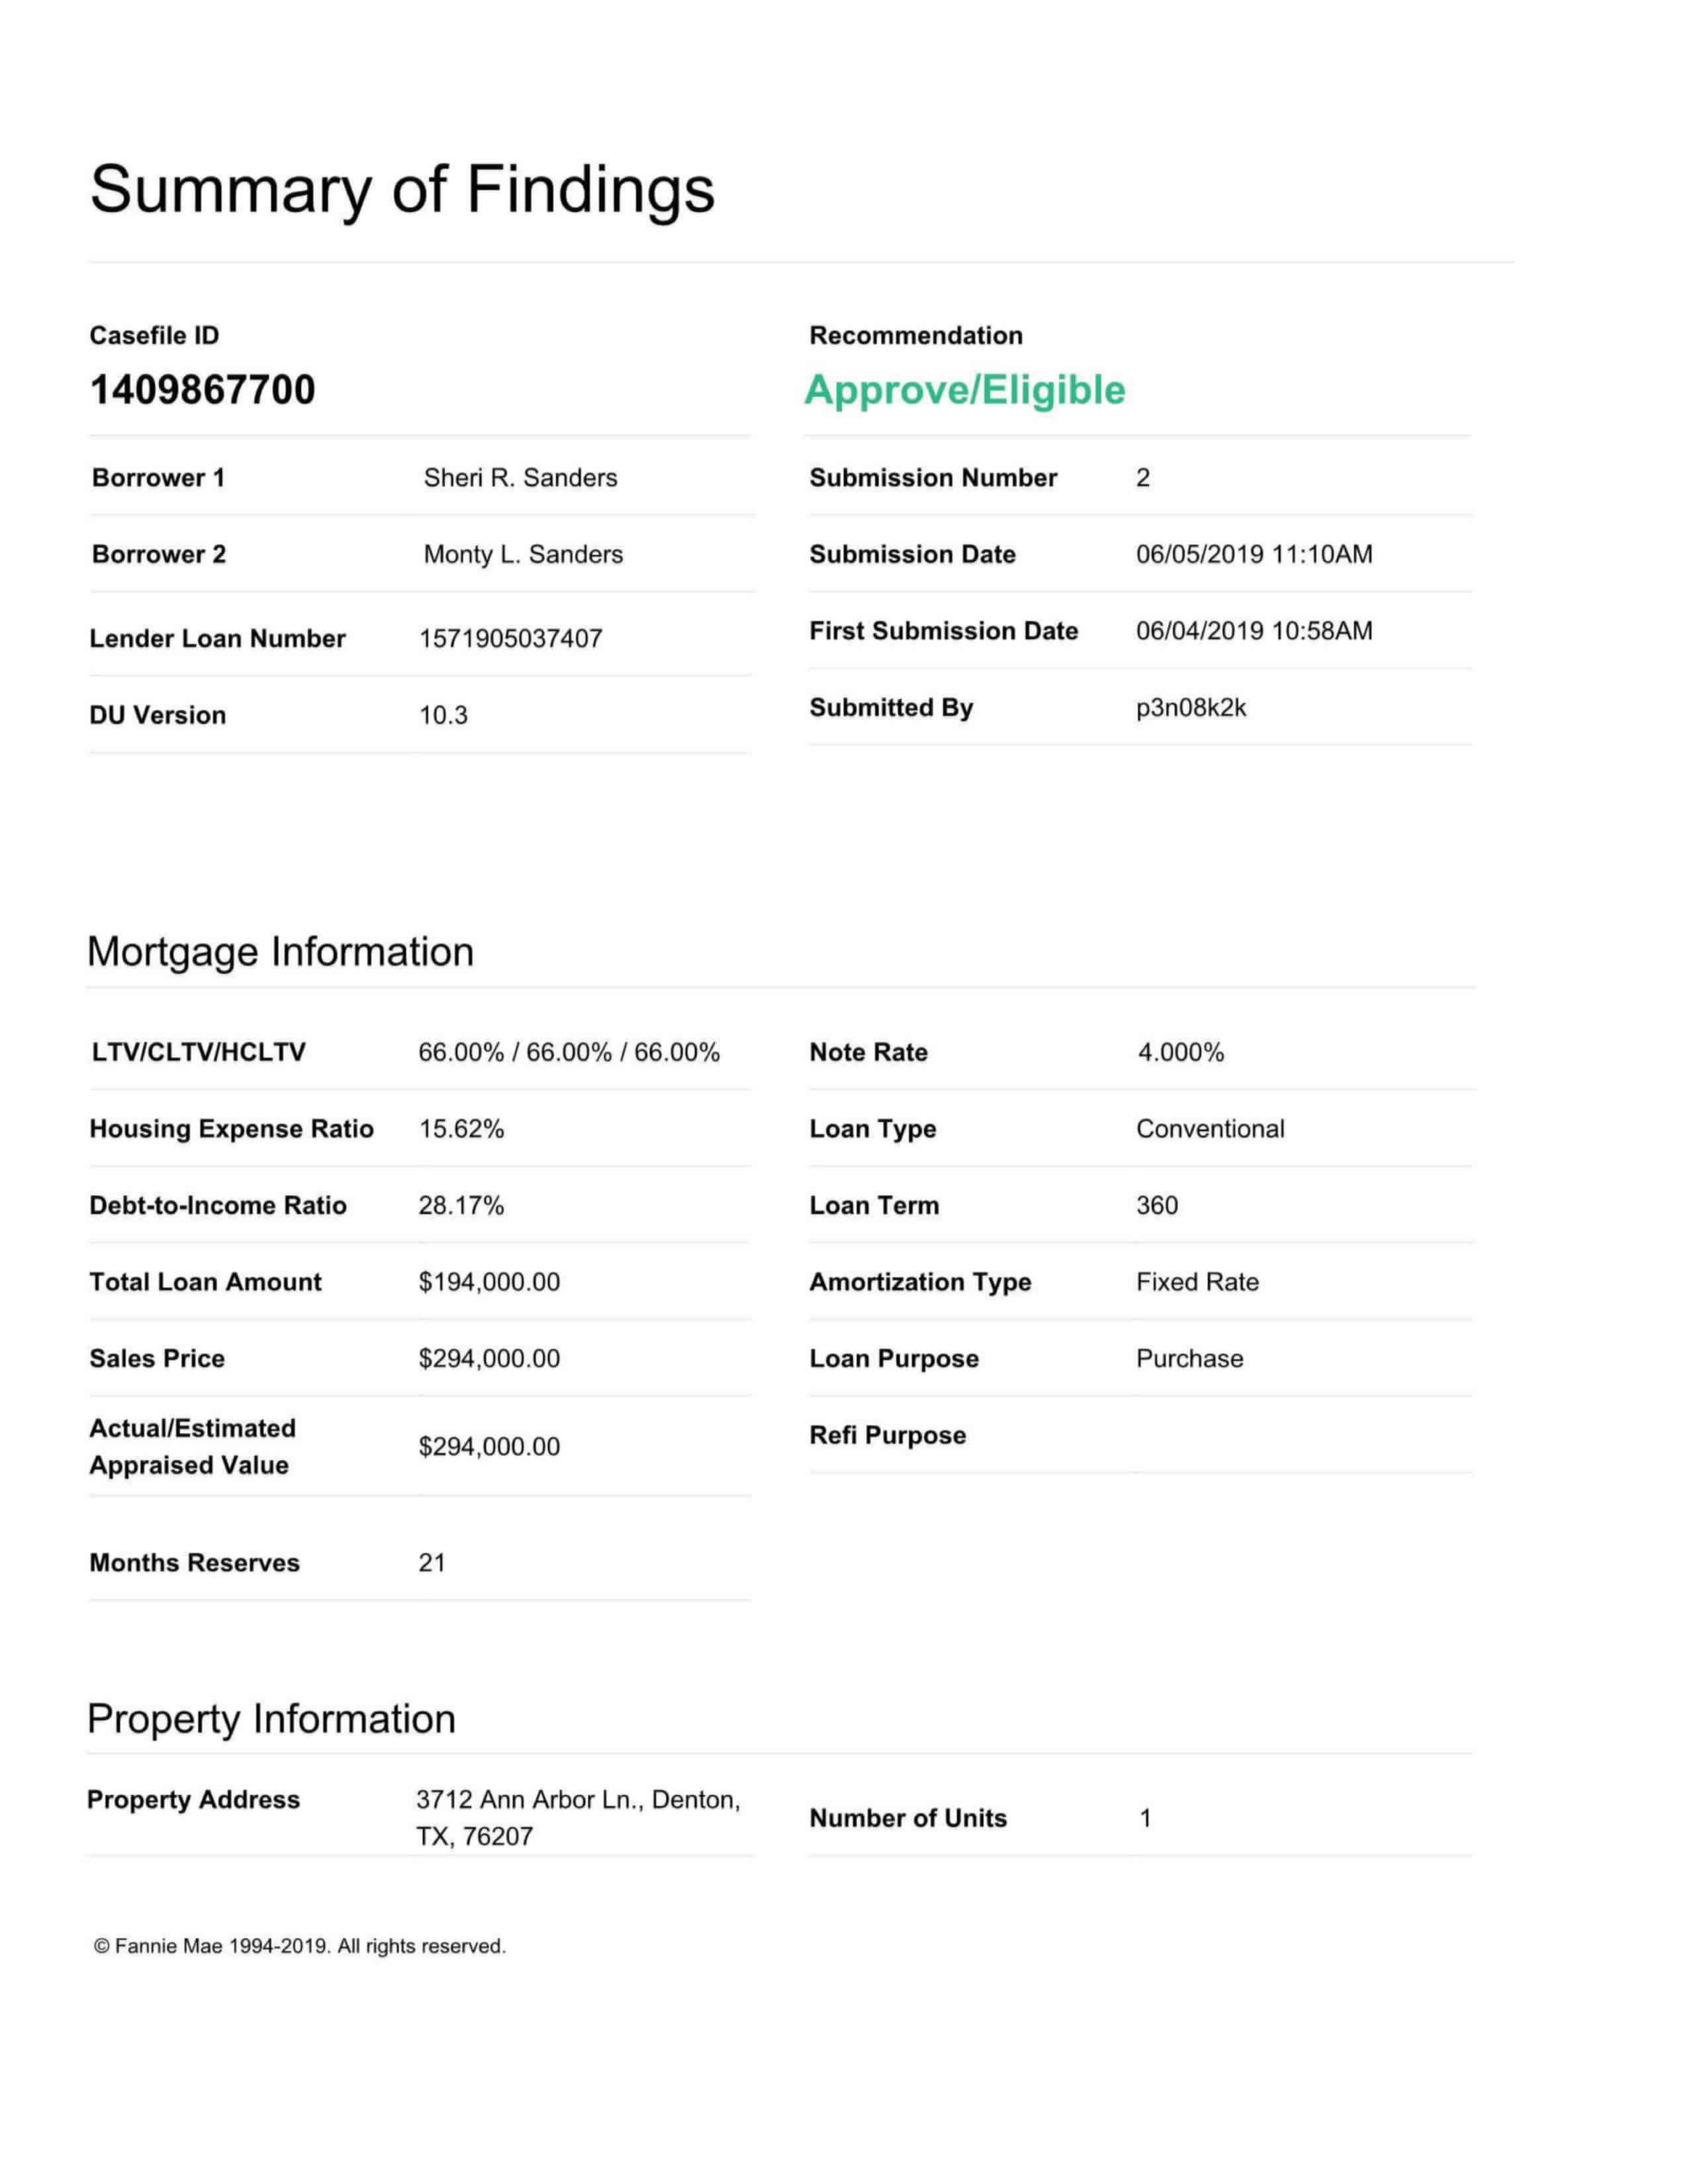 Summary of Findings
Casefile ID
1409867700
Recommendation
Approve/Eligible
Borrower 1 Sheri R. Sanders
Borrower 2 Monty L. Sanders
Lender Loan Number 1571905037407
DU Version 10.3
Submission Number 2
Submission Date 06/05/2019 11:10AM
First Submission Date 06/04/2019 10:58AM
Submitted By p3n08k2k
Mortgage Information
LTV/CLTV/HCLTV 66.00% / 66.00% / 66.00%
Housing Expense Ratio 15.62%
Debt-to-Income Ratio 28.17%
Total Loan Amount $194,000.00
Sales Price $294,000.00
Actual/Estimated
Appraised Value $294,000.00
Months Reserves 21
Note Rate 4.000%
Loan Type Conventional
Loan Term 360
Amortization Type Fixed Rate
Loan Purpose Purchase
Refi Purpose
Property Information
Property Address 3712 Ann Arbor Ln., Denton,
TX, 76207
Number of Units 1
© Fannie Mae 1994-2019. All rights reserved.